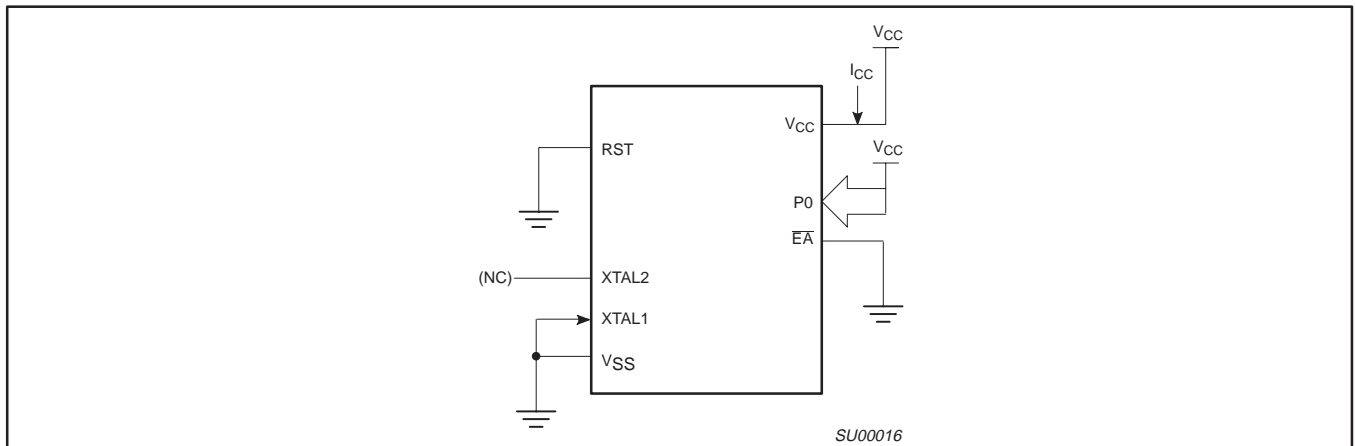 VCC
ICC
VCC
RST
VCC
P0
EA
(NC)
XTAL2
XTAL1
VSS
SU00016